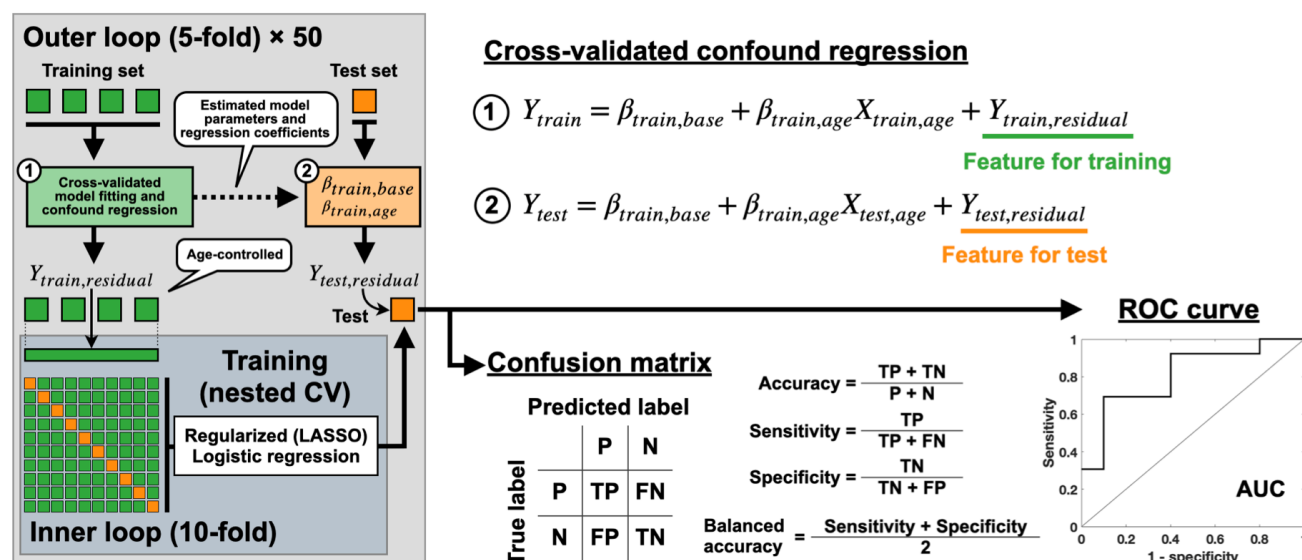 Outer loop (5-fold) × 50
Training set
Test set
Estimated model
parameters and
regression coefficients
1
Cross-validated
model fitting and
confound regression
2
β_train,base
β_train,age
Age-controlled
Y_train,residual
Y_test,residual
Test
Training
(nested CV)
Regularized (LASSO)
Logistic regression
Inner loop (10-fold)
Cross-validated confound regression
① Y_train = β_train,base + β_train,age X_train,age + Y_train,residual
Feature for training
② Y_test = β_train,base + β_train,age X_test,age + Y_test,residual
Feature for test
Confusion matrix
Predicted label
True label
P N
P TP FN
N FP TN
Accuracy = TP + TN / P + N
Sensitivity = TP / TP + FN
Specificity = TN / TN + FP
Balanced accuracy = Sensitivity + Specificity / 2
ROC curve
Sensitivity
1
0.8
0.6
0.4
0.2
0
AUC
0 0.2 0.4 0.6 0.8 1
1 - specificity